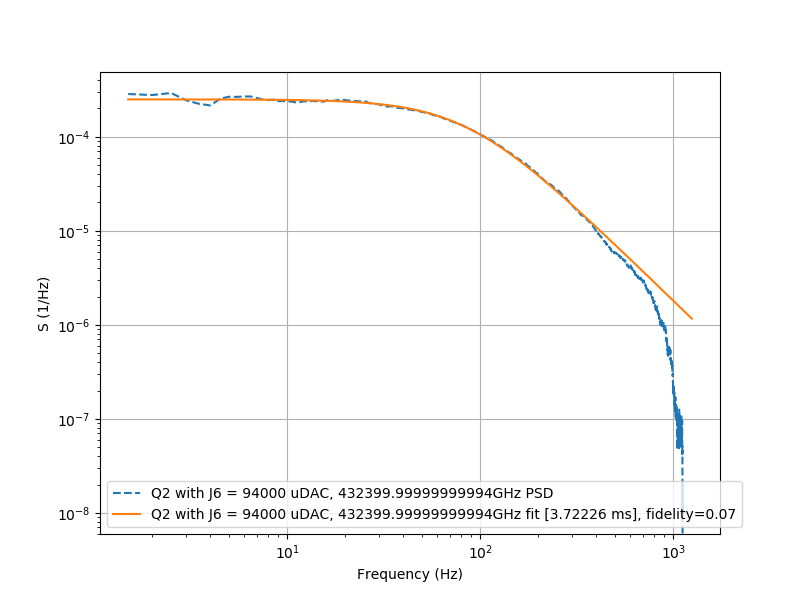 10⁻⁴
10⁻⁵
10⁻⁶
10⁻⁷
10⁻⁸
S (1/Hz)
Q2 with J6 = 94000 uDAC, 432399.99999999994GHz PSD
Q2 with J6 = 94000 uDAC, 432399.99999999994GHz fit [3.72226 ms], fidelity=0.07
10¹ 10² 10³
Frequency (Hz)